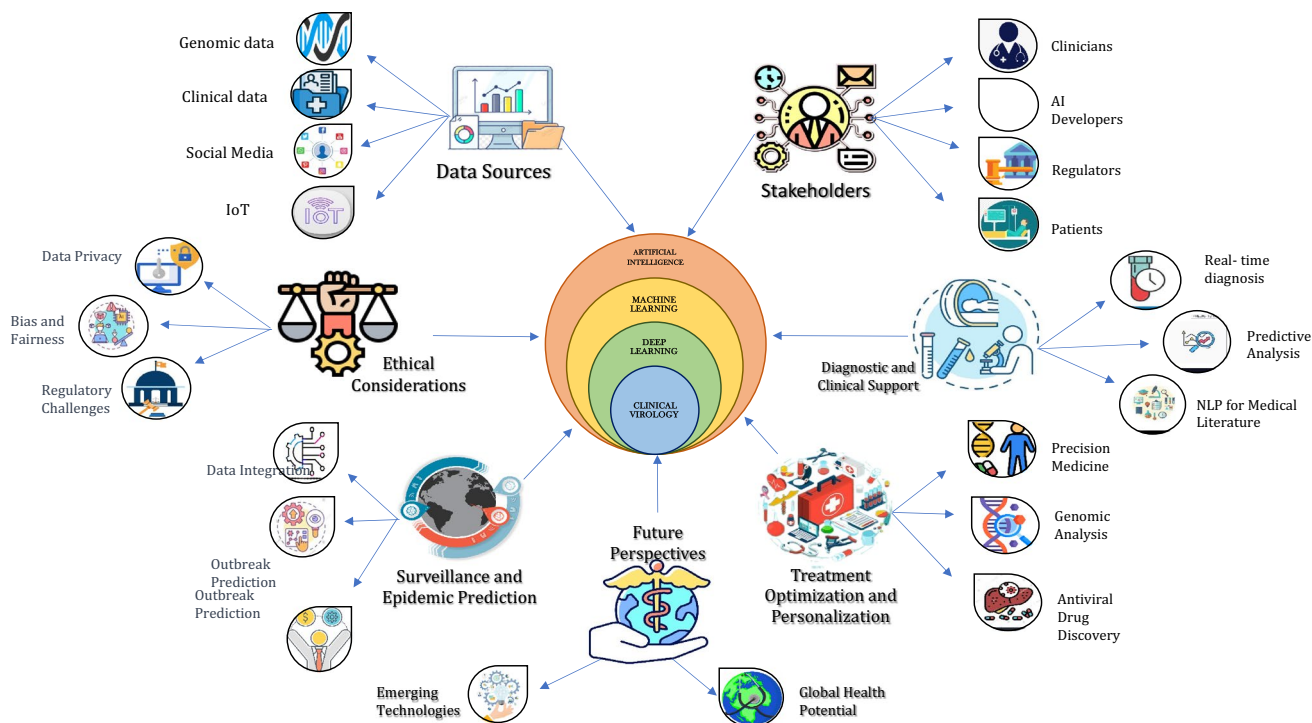 Genomic data
Clinical data
Social Media
IoT
IOT
Data Sources
Stakeholders
Clinicians
AI
Developers
Regulators
Patients
Data Privacy
Bias and
Fairness
Regulatory
Challenges
Ethical
Considerations
ARTIFICIAL
INTELLIGENCE
MACHINE
LEARNING
DEEP
LEARNING
CLINICAL
VIROLOGY
Diagnostic and
Clinical Support
Real- time
diagnosis
Predictive
Analysis
NLP for Medical
Literature
Data Integration
Outbreak
Prediction
Outbreak
Prediction
Surveillance and
Epidemic Prediction
Future
Perspectives
Emerging
Technologies
Global Health
Potential
Treatment
Optimization and
Personalization
Precision
Medicine
Genomic
Analysis
Antiviral
Drug
Discovery